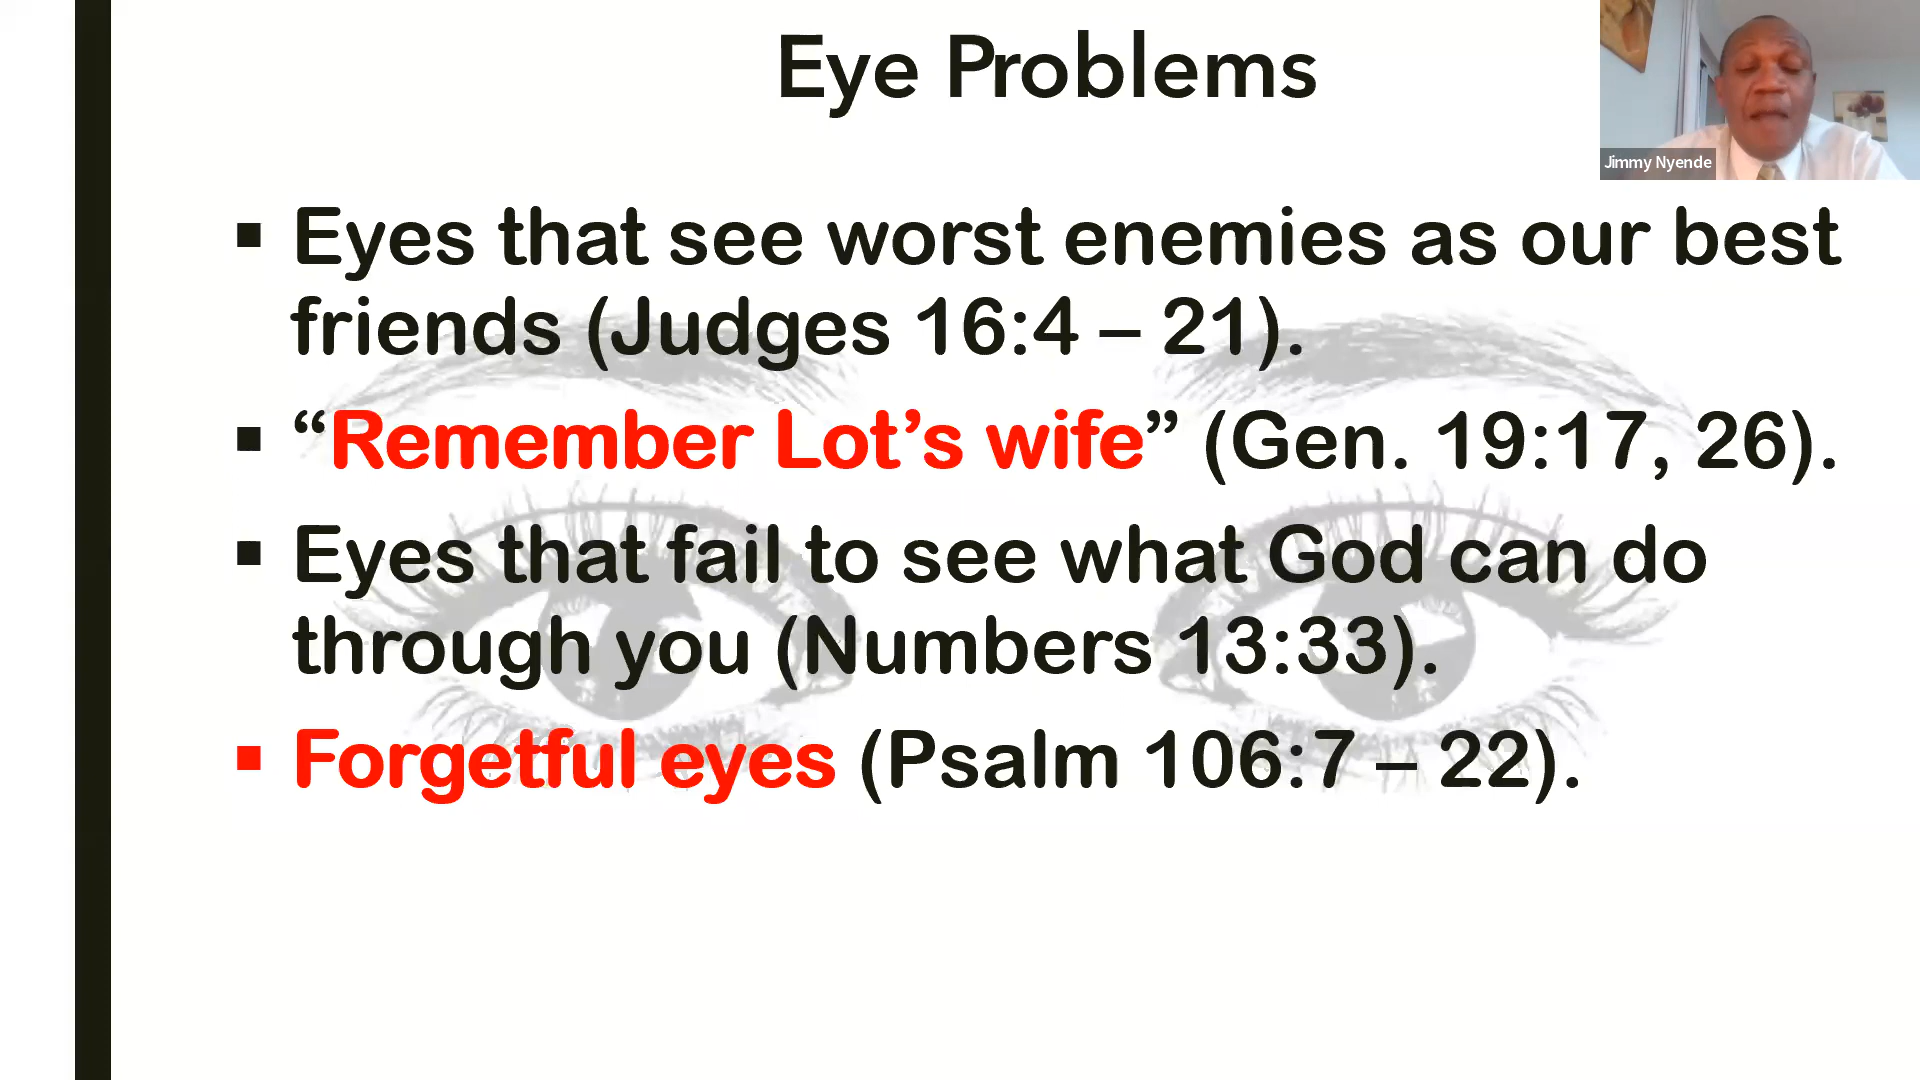 Eye Problems
Jimmy Nyende
▪ Eyes that see worst enemies as our best
friends (Judges 16:4 – 21).
▪ “Remember Lot’s wife” (Gen. 19:17, 26).
▪ Eyes that fail to see what God can do
through you (Numbers 13:33).
▪ Forgetful eyes (Psalm 106:7 – 22).